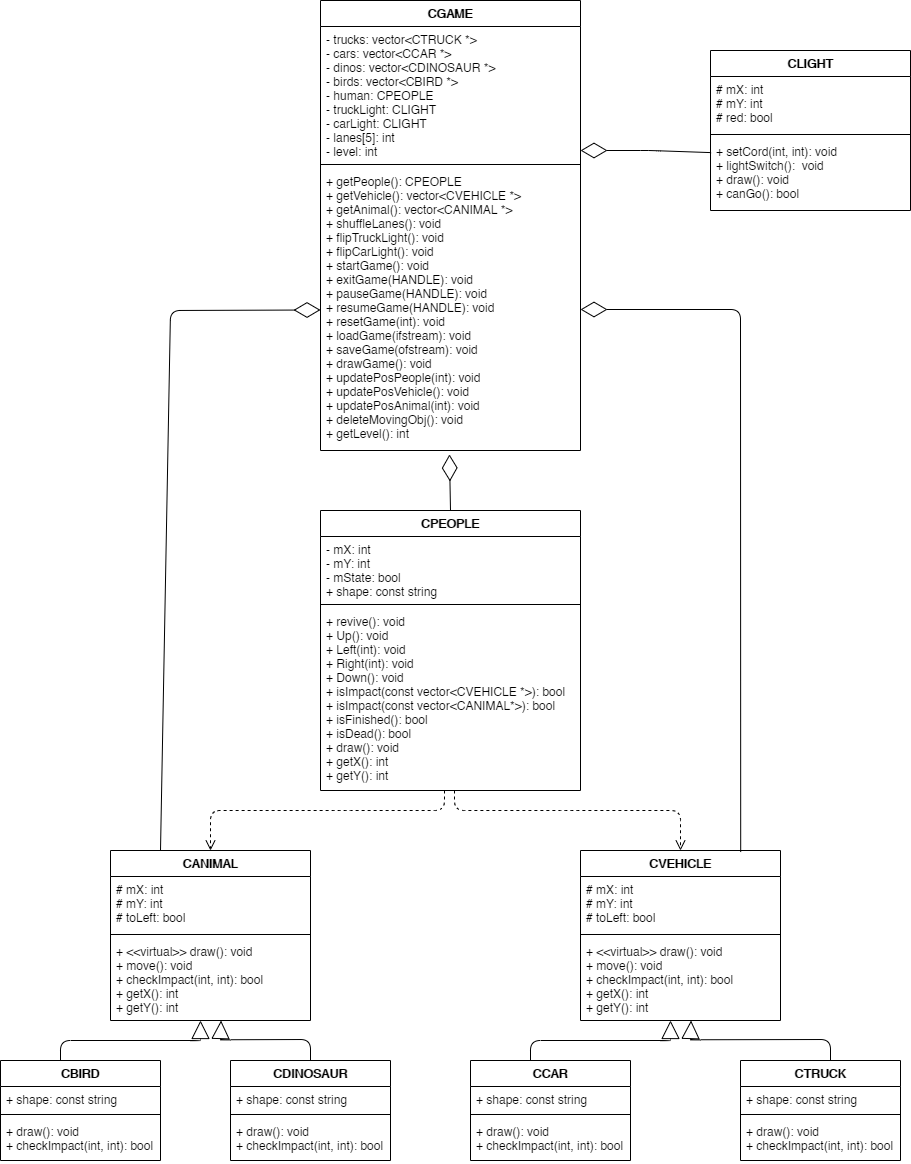 CGAME
- trucks: vector<CTRUCK *>
- cars: vector<CCAR *>
- dinos: vector<CDINOSAUR *>
- birds: vector<CBIRD *>
- human: CPEOPLE
- truckLight: CLIGHT
- carLight: CLIGHT
- lanes[5]: int
- level: int
+ getPeople(): CPEOPLE
+ getVehicle(): vector<CVEHICLE *>
+ getAnimal(): vector<CANIMAL *>
+ shuffleLanes(): void
+ flipTruckLight(): void
+ flipCarLight(): void
+ startGame(): void
+ exitGame(HANDLE): void
+ pauseGame(HANDLE): void
+ resumeGame(HANDLE): void
+ resetGame(int): void
+ loadGame(ifstream): void
+ saveGame(ofstream): void
+ drawGame(): void
+ updatePosPeople(int): void
+ updatePosVehicle(): void
+ updatePosAnimal(int): void
+ deleteMovingObj(): void
+ getLevel(): int
CLIGHT
# mX: int
# mY: int
# red: bool
+ setCord(int, int): void
+ lightSwitch():  void
+ draw(): void
+ canGo(): bool
CPEOPLE
- mX: int
- mY: int
- mState: bool
+ shape: const string
+ revive(): void
+ Up(): void
+ Left(int): void
+ Right(int): void
+ Down(): void
+ isImpact(const vector<CVEHICLE *>): bool
+ isImpact(const vector<CANIMAL*>): bool
+ isFinished(): bool
+ isDead(): bool
+ draw(): void
+ getX(): int
+ getY(): int
CANIMAL
# mX: int
# mY: int
# toLeft: bool
+ <<virtual>> draw(): void
+ move(): void
+ checkImpact(int, int): bool
+ getX(): int
+ getY(): int
CVEHICLE
# mX: int
# mY: int
# toLeft: bool
+ <<virtual>> draw(): void
+ move(): void
+ checkImpact(int, int): bool
+ getX(): int
+ getY(): int
CBIRD
+ shape: const string
+ draw(): void
+ checkImpact(int, int): bool
CDINOSAUR
+ shape: const string
+ draw(): void
+ checkImpact(int, int): bool
CCAR
+ shape: const string
+ draw(): void
+ checkImpact(int, int): bool
CTRUCK
+ shape: const string
+ draw(): void
+ checkImpact(int, int): bool